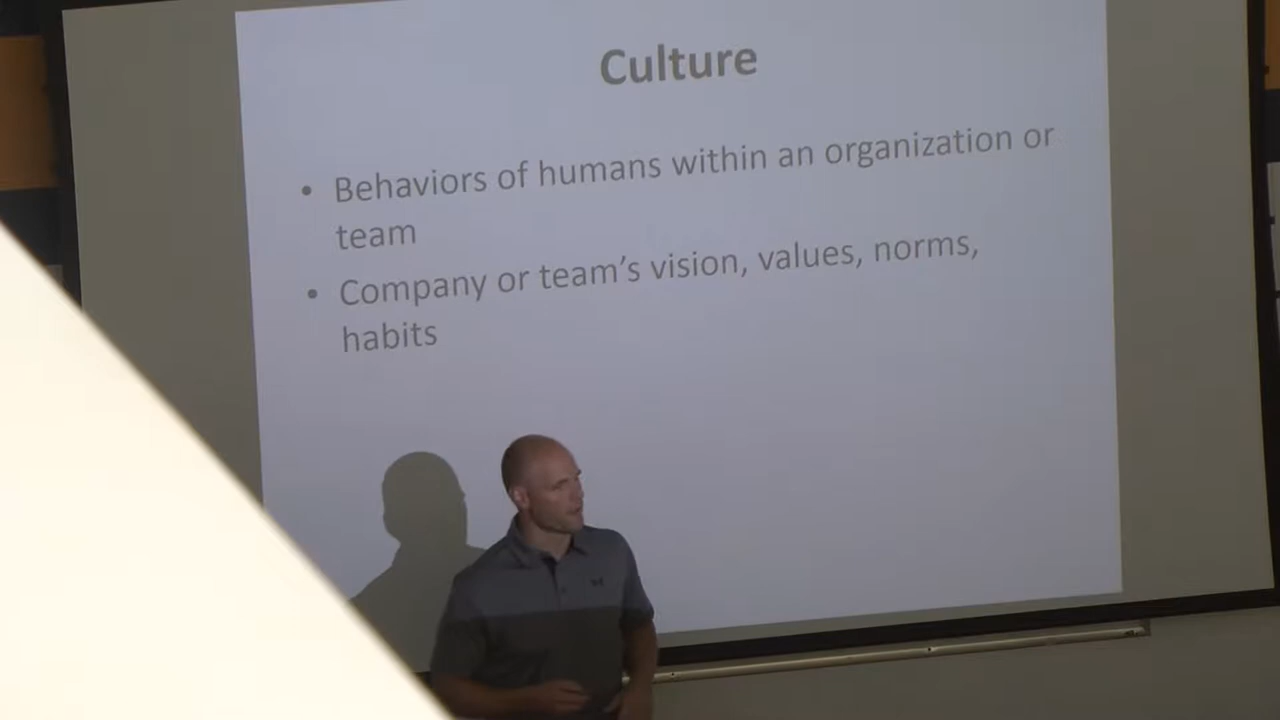 Culture
• Behaviors of humans within an organization or
team
• Company or team’s vision, values, norms,
habits